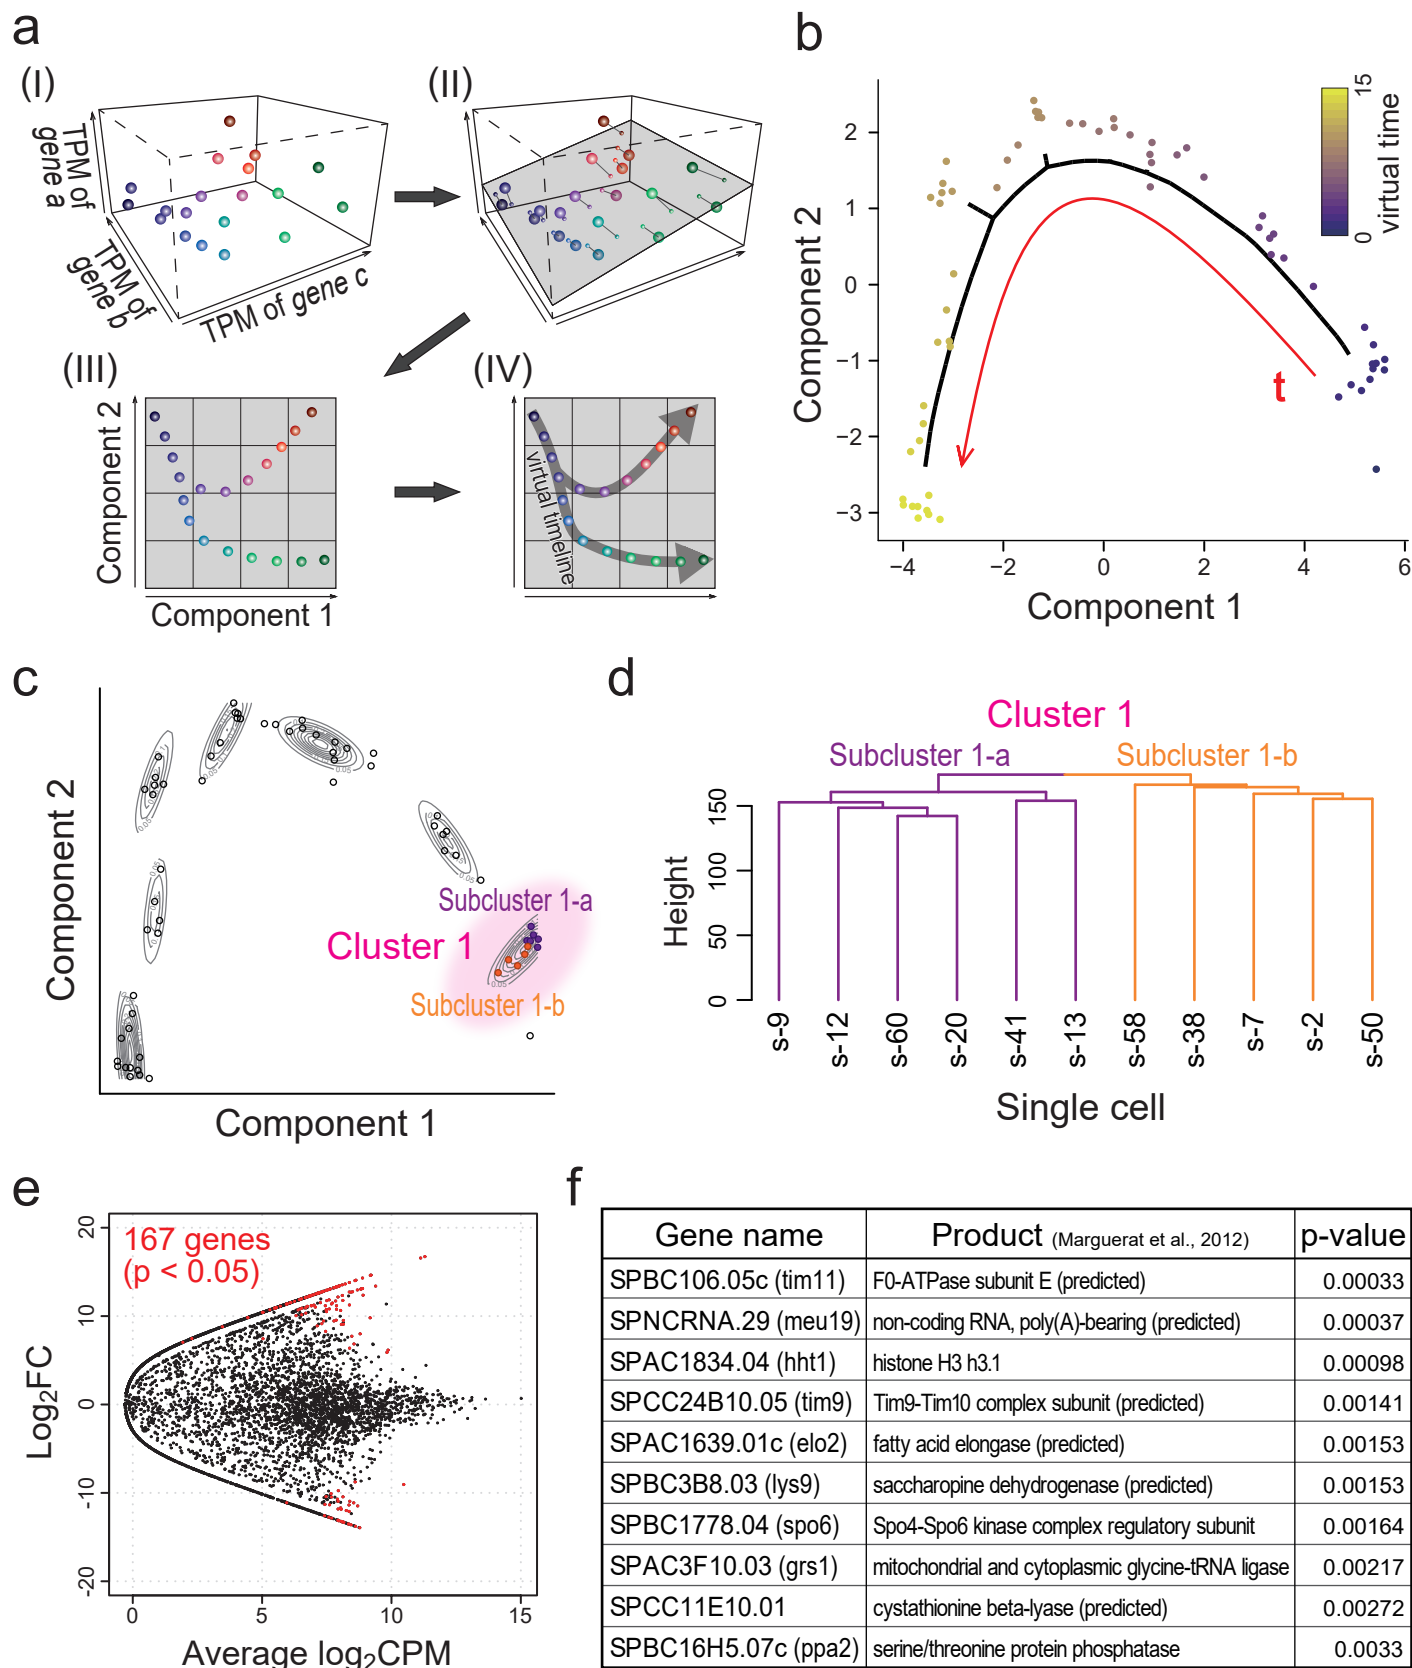 a
(I)
TPM of
gene a
TPM of
gene b
TPM of gene c
(II)
(III)
Component 2
Component 1
(IV)
virtual timeline
b
2
1
0
−1
−2
−3
Component 2
−4
−2
0
2
4
6
Component 1
t
15
0
virtual time
c
Component 2
Component 1
Subcluster 1-a
Cluster 1
Subcluster 1-b
0.05
0.05
0.05
0.05
d
Cluster 1
Subcluster 1-a
Subcluster 1-b
Height
150
100
50
0
s-9
s-12
s-60
s-20
s-41
s-13
s-58
s-38
s-7
s-2
s-50
Single cell
e
167 genes
(p < 0.05)
Log2FC
20
10
0
-10
-20
0
5
10
15
Average log2CPM
f
Gene name Product (Marguerat et al., 2012) p-value
SPBC106.05c (tim11) F0-ATPase subunit E (predicted) 0.00033
SPNCRNA.29 (meu19) non-coding RNA, poly(A)-bearing (predicted) 0.00037
SPAC1834.04 (hht1) histone H3 h3.1 0.00098
SPCC24B10.05 (tim9) Tim9-Tim10 complex subunit (predicted) 0.00141
SPAC1639.01c (elo2) fatty acid elongase (predicted) 0.00153
SPBC3B8.03 (lys9) saccharopine dehydrogenase (predicted) 0.00153
SPBC1778.04 (spo6) Spo4-Spo6 kinase complex regulatory subunit 0.00164
SPAC3F10.03 (grs1) mitochondrial and cytoplasmic glycine-tRNA ligase 0.00217
SPCC11E10.01 cystathionine beta-lyase (predicted) 0.00272
SPBC16H5.07c (ppa2) serine/threonine protein phosphatase 0.0033